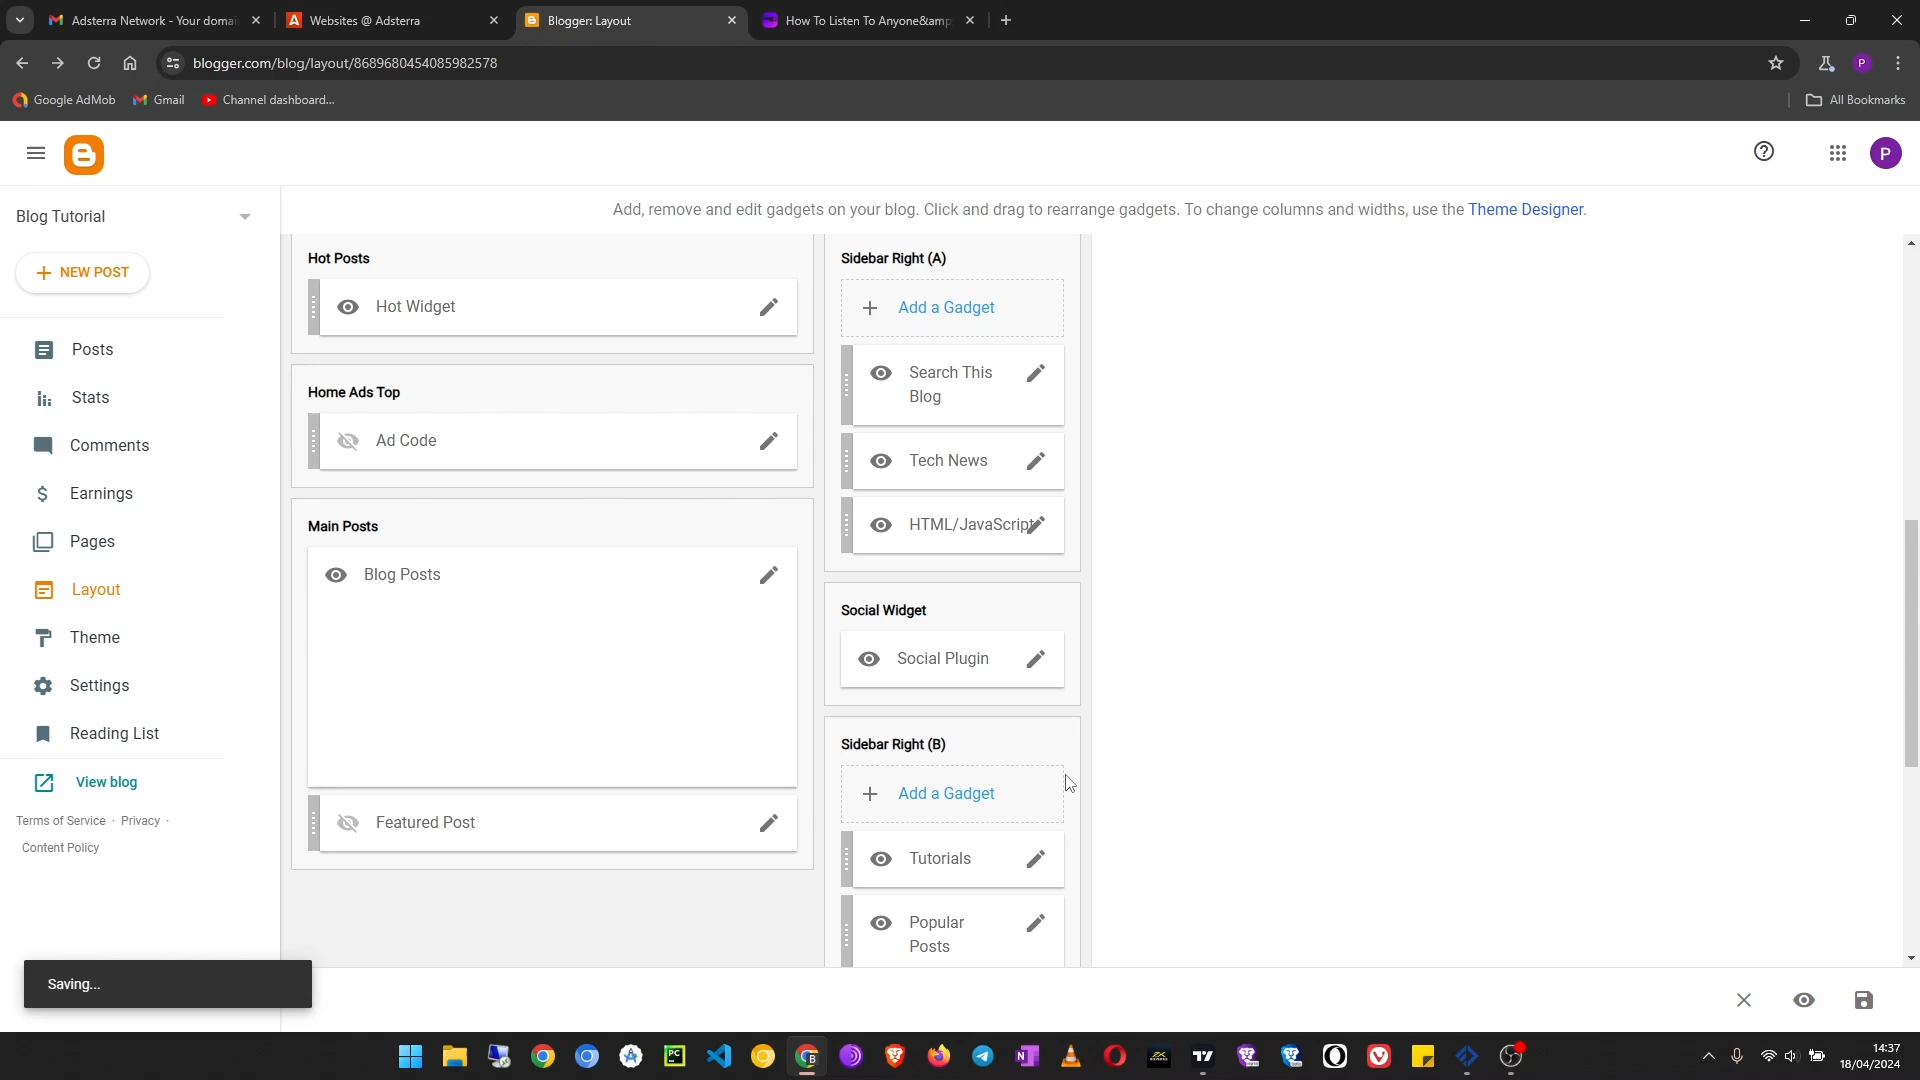 Adsterra Network - Your domai
Websites @ Adsterra
Blogger: Layout
How To Listen To Anyone&amp
blogger.com/blog/layout/8689680454085982578
P
Google AdMob
Gmail
Channel dashboard...
All Bookmarks
P
Blog Tutorial
Add, remove and edit gadgets on your blog. Click and drag to rearrange gadgets. To change columns and widths, use the Theme Designer.
NEW POST
Posts
Stats
Comments
Earnings
Pages
Layout
Theme
Settings
Reading List
View blog
Terms of Service · Privacy ·
Content Policy
Hot Posts
Hot Widget
Home Ads Top
Ad Code
Main Posts
Blog Posts
Featured Post
Sidebar Right (A)
Add a Gadget
Search This
Blog
Tech News
HTML/JavaScript
Social Widget
Social Plugin
Sidebar Right (B)
Add a Gadget
Tutorials
Popular
Posts
Saving...
14:37
18/04/2024